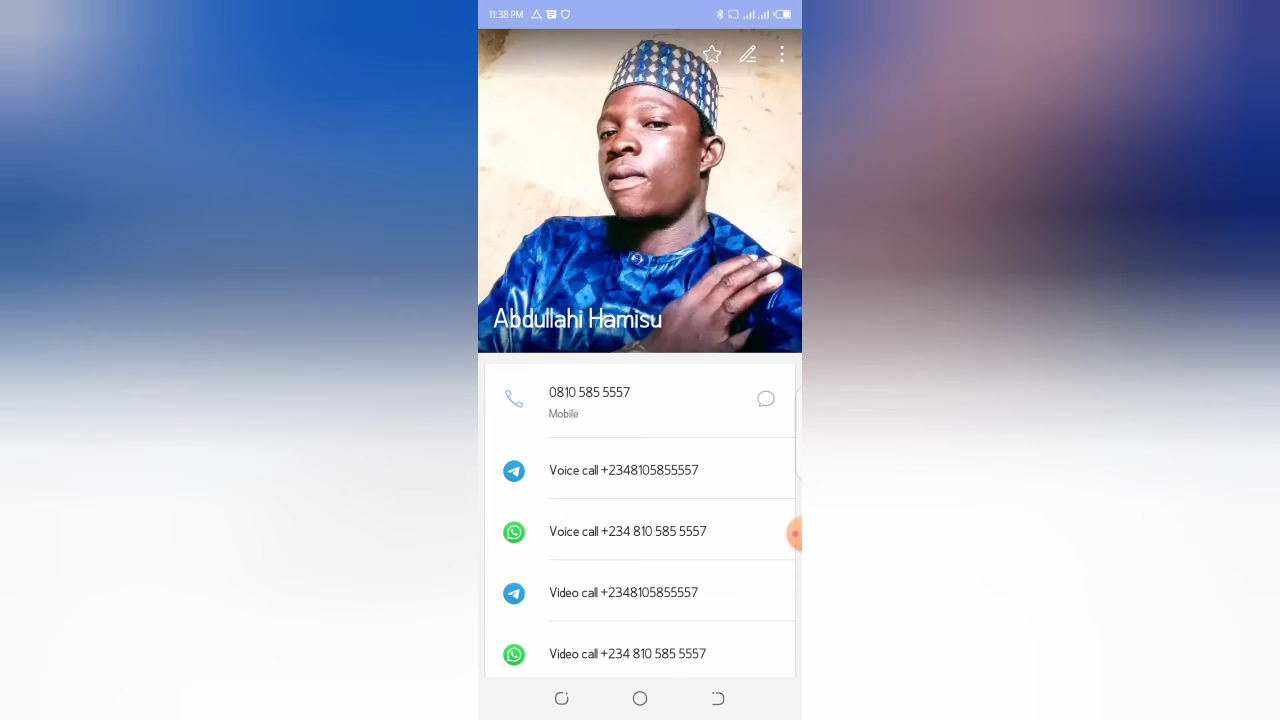 11:38 PM
Abdullahi Hamisu
0810 585 5557
Mobile
Voice call +2348105855557
Voice call +234 810 585 5557
Video call +2348105855557
Video call +234 810 585 5557